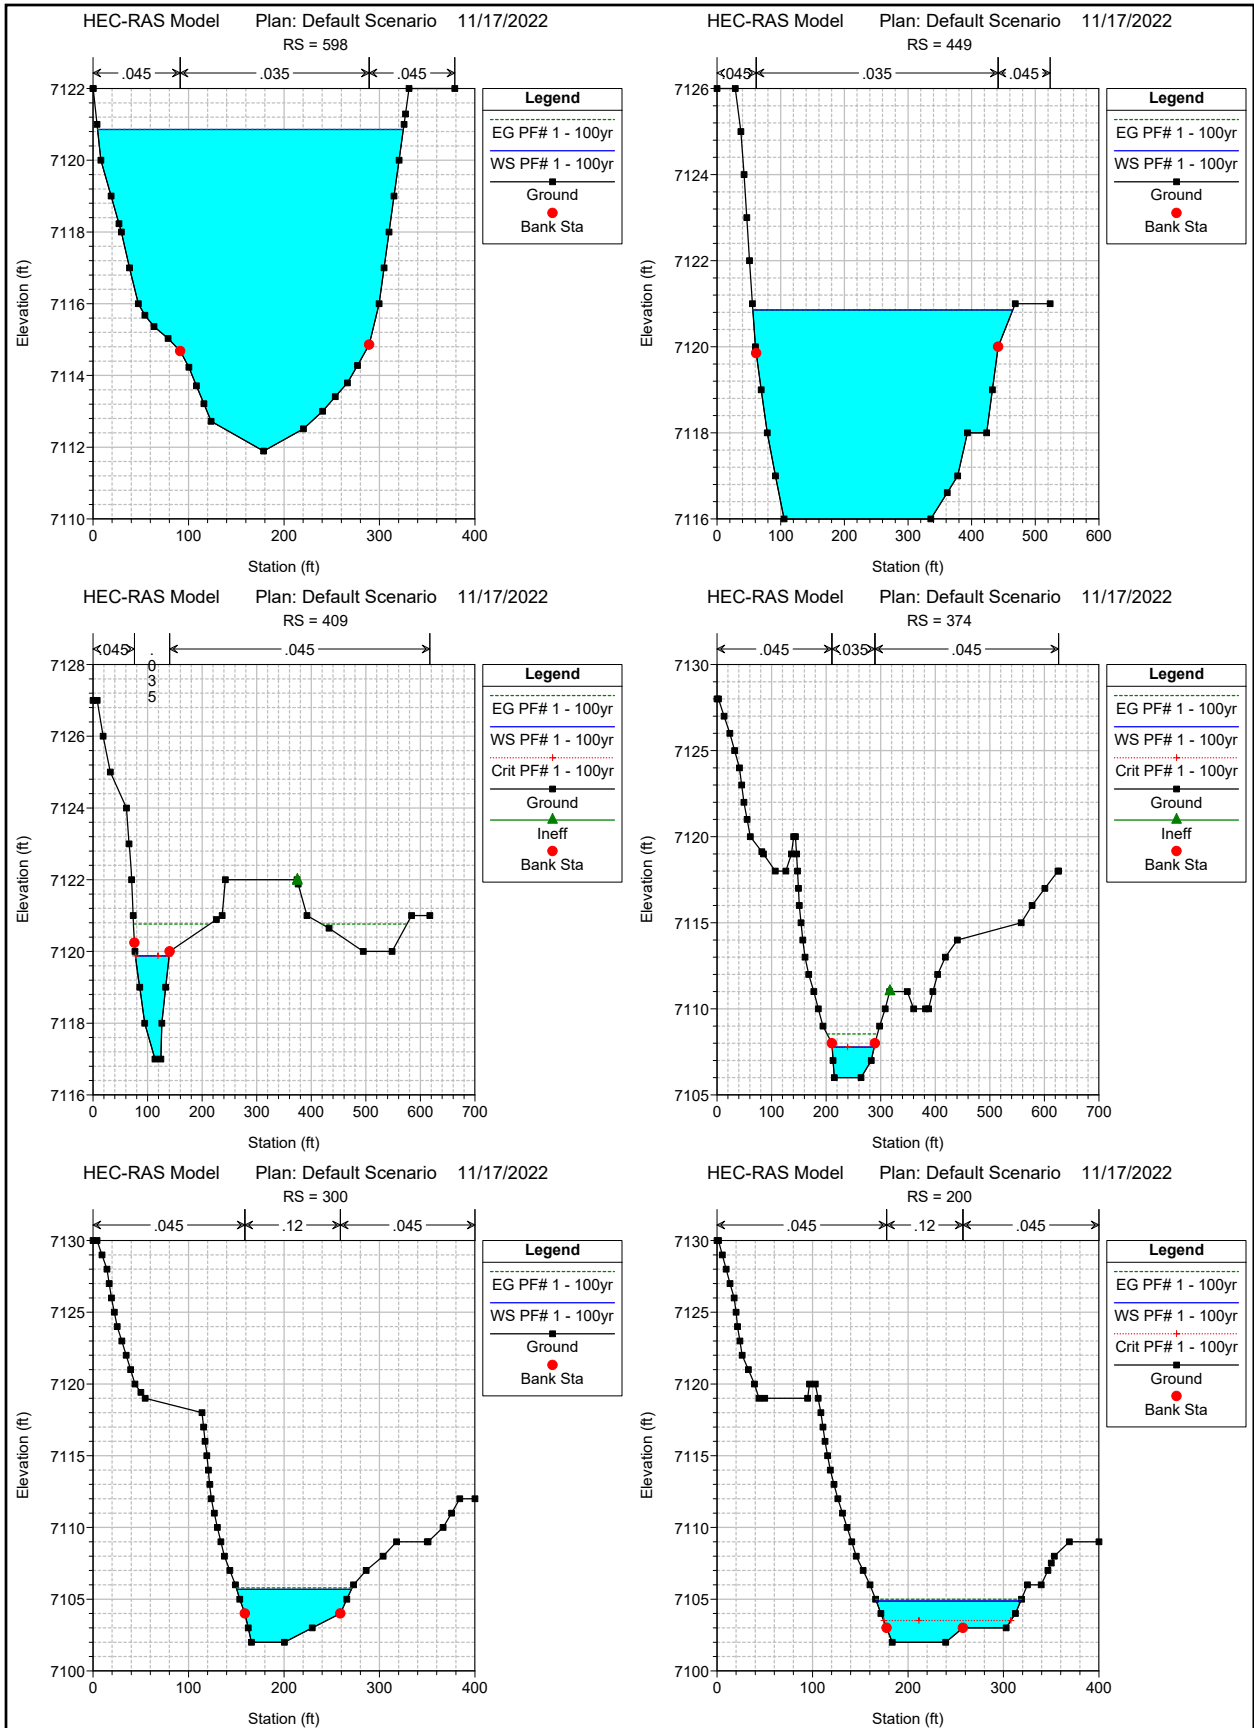 HEC-RAS Model Plan: Default Scenario 11/17/2022
RS = 598
.045 .035 .045
7122
7120
7118
7116
7114
7112
7110
0 100 200 300 400
Station (ft)
Elevation (ft)
Legend
EG PF# 1 - 100yr
WS PF# 1 - 100yr
Ground
Bank Sta
HEC-RAS Model Plan: Default Scenario 11/17/2022
RS = 449
.045 .035 .045
7126
7124
7122
7120
7118
7116
0 100 200 300 400 500 600
Station (ft)
Elevation (ft)
Legend
EG PF# 1 - 100yr
WS PF# 1 - 100yr
Ground
Bank Sta
HEC-RAS Model Plan: Default Scenario 11/17/2022
RS = 409
.045 .035 .045
7128
7126
7124
7122
7120
7118
7116
0 100 200 300 400 500 600 700
Station (ft)
Elevation (ft)
Legend
EG PF# 1 - 100yr
WS PF# 1 - 100yr
Crit PF# 1 - 100yr
Ground
Ineff
Bank Sta
HEC-RAS Model Plan: Default Scenario 11/17/2022
RS = 374
.045 .035 .045
7130
7125
7120
7115
7110
7105
0 100 200 300 400 500 600 700
Station (ft)
Elevation (ft)
Legend
EG PF# 1 - 100yr
WS PF# 1 - 100yr
Crit PF# 1 - 100yr
Ground
Ineff
Bank Sta
HEC-RAS Model Plan: Default Scenario 11/17/2022
RS = 300
.045 .12 .045
7130
7125
7120
7115
7110
7105
7100
0 100 200 300 400
Station (ft)
Elevation (ft)
Legend
EG PF# 1 - 100yr
WS PF# 1 - 100yr
Ground
Bank Sta
HEC-RAS Model Plan: Default Scenario 11/17/2022
RS = 200
.045 .12 .045
7130
7125
7120
7115
7110
7105
7100
0 100 200 300 400
Station (ft)
Elevation (ft)
Legend
EG PF# 1 - 100yr
WS PF# 1 - 100yr
Crit PF# 1 - 100yr
Ground
Bank Sta